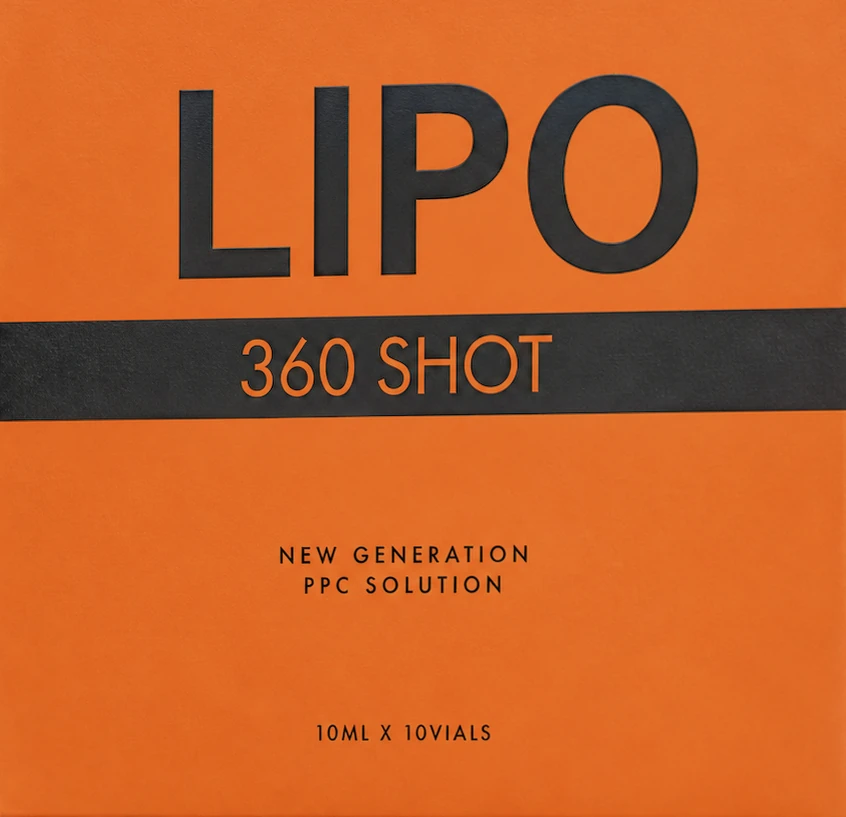 LIPO
360 SHOT
NEW GENERATION
PPC SOLUTION
10ML X 10VIALS